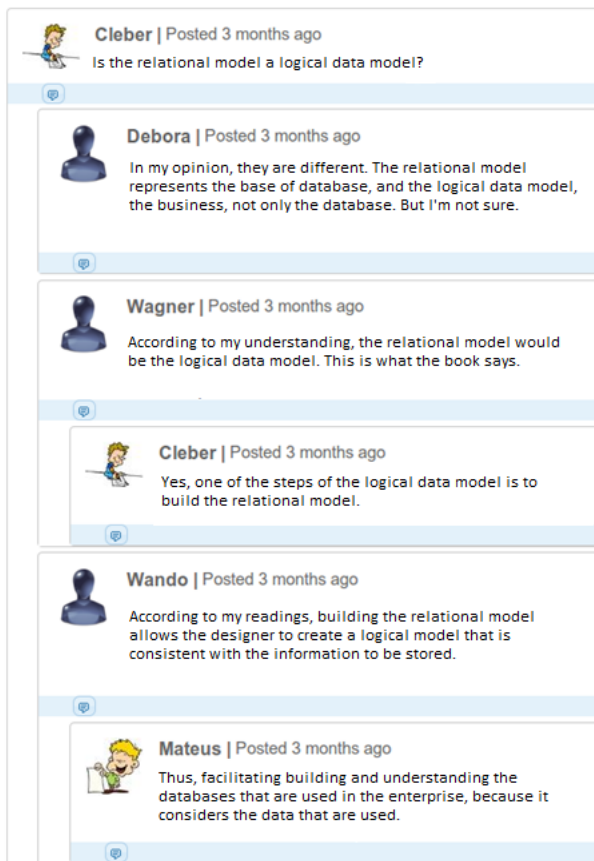 Cleber | Posted 3 months ago
Is the relational model a logical data model?
Debora | Posted 3 months ago
In my opinion, they are different. The relational model
represents the base of database, and the logical data model,
the business, not only the database. But I'm not sure.
Wagner | Posted 3 months ago
According to my understanding, the relational model would
be the logical data model. This is what the book says.
Cleber | Posted 3 months ago
Yes, one of the steps of the logical data model is to
build the relational model.
Wando | Posted 3 months ago
According to my readings, building the relational model
allows the designer to create a logical model that is
consistent with the information to be stored.
Mateus | Posted 3 months ago
Thus, facilitating building and understanding the
databases that are used in the enterprise, because it
considers the data that are used.